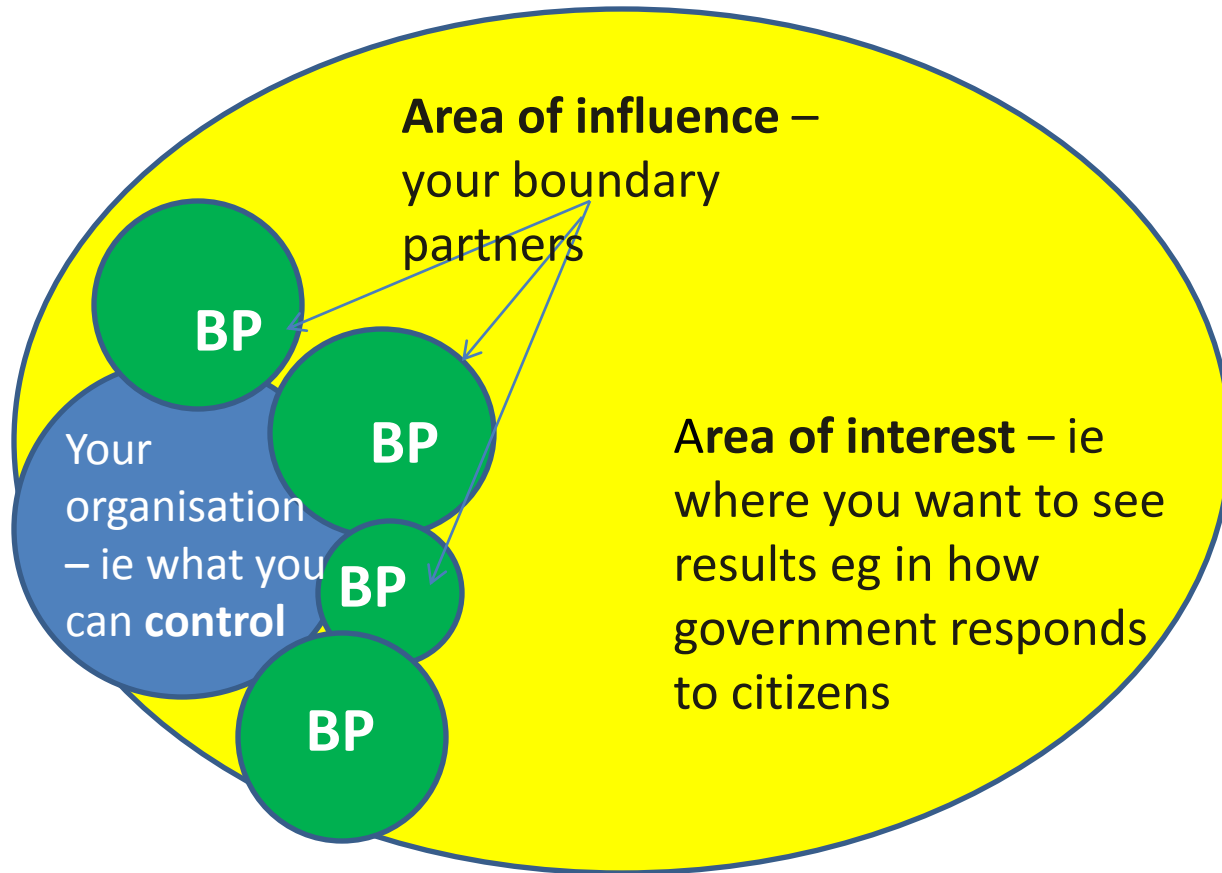 Area of influence –
your boundary
partners
BP
BP
Your
organisation
– ie what you
can control
BP
BP
Area of interest – ie
where you want to see
results eg in how
government responds
to citizens